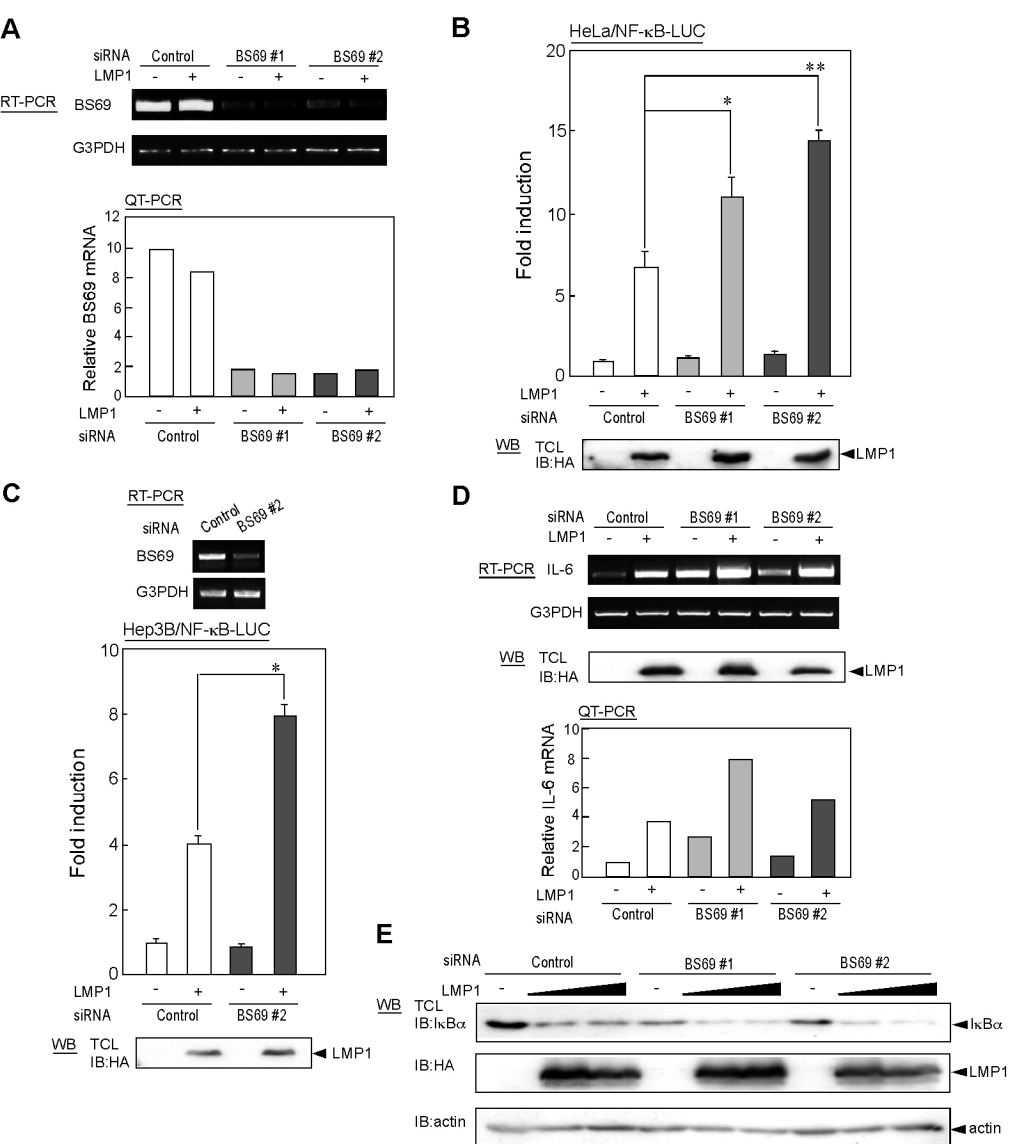 A
siRNA Control BS69 #1 BS69 #2
LMP1 - + - + - +
RT-PCR BS69
G3PDH
QT-PCR
Relative BS69 mRNA
12
10
8
6
4
2
0
LMP1 - + - + - +
siRNA Control BS69 #1 BS69 #2
B
HeLa/NF-κB-LUC
Fold induction
20
15
10
5
0
**
*
LMP1 - + - + - +
siRNA Control BS69 #1 BS69 #2
WB TCL
IB:HA
LMP1
C
RT-PCR
siRNA Control BS69 #2
BS69
G3PDH
Hep3B/NF-κB-LUC
Fold induction
10
8
6
4
2
0
*
LMP1 - + - +
siRNA Control BS69 #2
WB TCL
IB:HA
LMP1
D
siRNA Control BS69 #1 BS69 #2
LMP1 - + - + - +
RT-PCR IL-6
G3PDH
WB TCL
IB:HA
LMP1
QT-PCR
Relative IL-6 mRNA
10
8
6
4
2
0
LMP1 - + - + - +
siRNA Control BS69 #1 BS69 #2
E
siRNA Control BS69 #1 BS69 #2
LMP1 - - -
WB TCL
IB:IκBα
IκBα
IB:HA
LMP1
IB:actin
actin